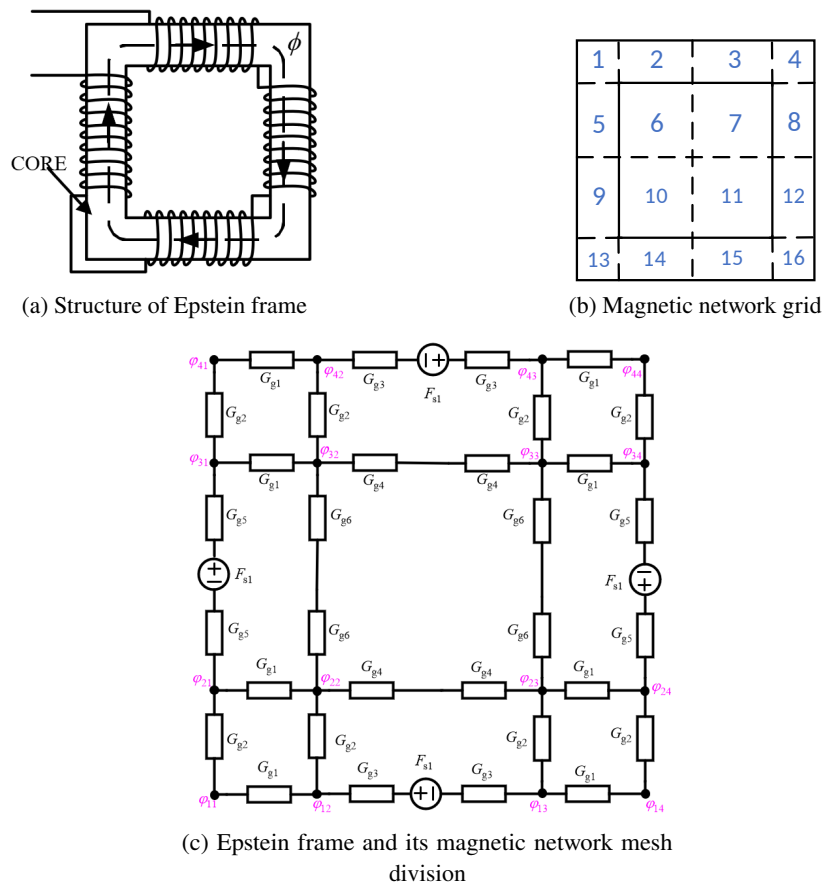 ϕ
CORE
(a) Structure of Epstein frame
1 2 3 4
5 6 7 8
9 10 11 12
13 14 15 16
(b) Magnetic network grid
φ41 Gg1 φ42 Gg3 Fs1 Gg3 φ43 Gg1 φ44
Gg2 Gg2 Gg2 Gg2
φ31 Gg1 φ32 Gg4 Gg4 φ33 Gg1 φ34
Gg5 Gg6 Gg6 Gg5
Fs1 Fs1
Gg5 Gg6 Gg6 Gg5
φ21 Gg1 φ22 Gg4 Gg4 φ23 Gg1 φ24
Gg2 Gg2 Gg2 Gg2
φ11 Gg1 φ12 Gg3 Fs1 Gg3 φ13 Gg1 φ14
(c) Epstein frame and its magnetic network mesh
division